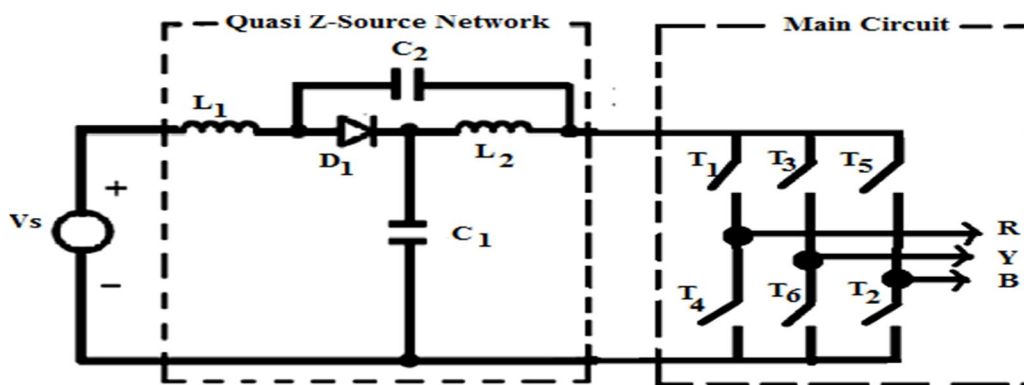 Quasi Z-Source Network
Main Circuit
C2
L1
D1
L2
T1
T3
T5
+
Vs
C1
R
Y
B
−
T4
T6
T2